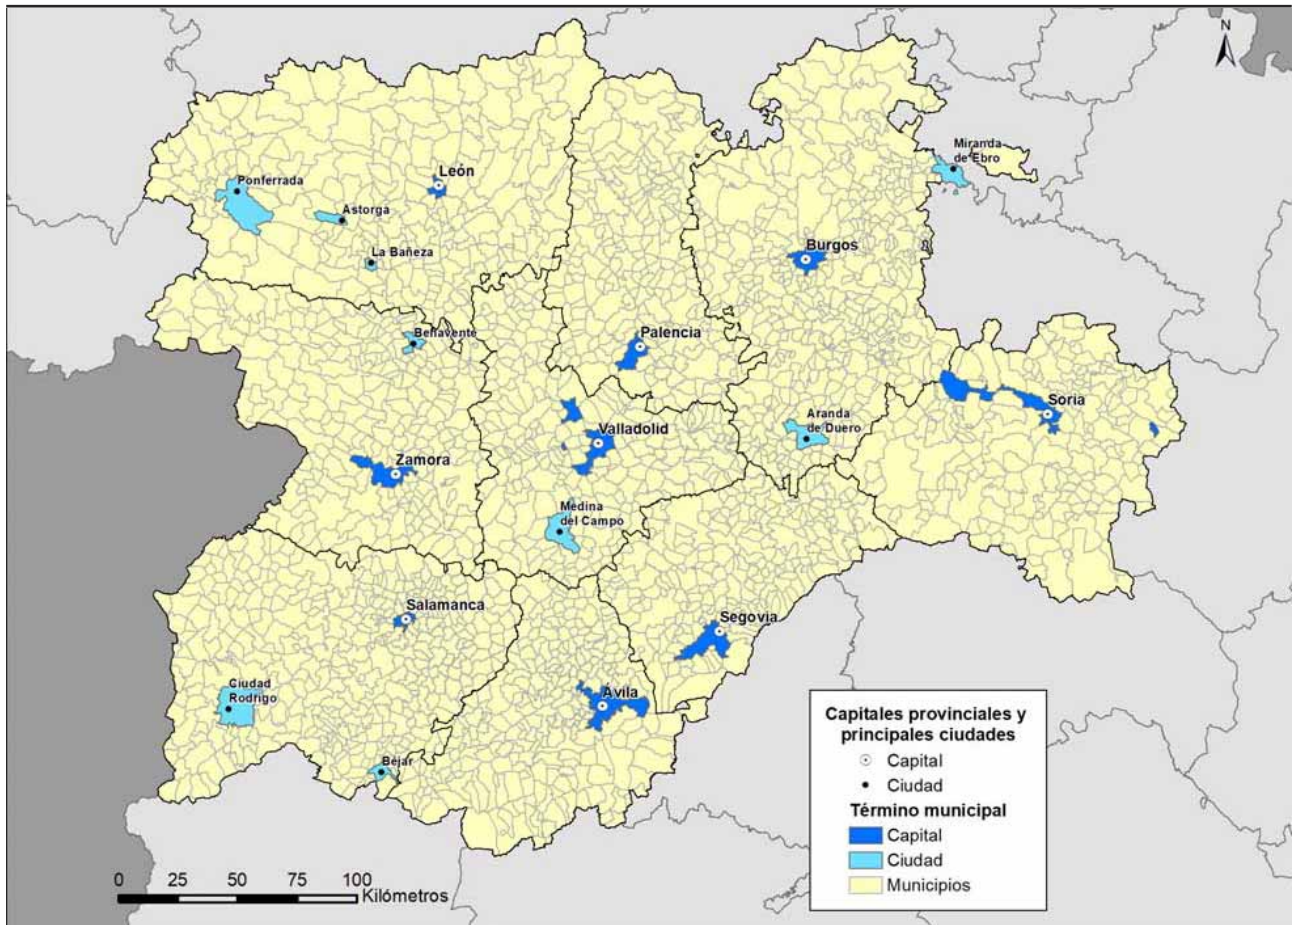 N
Miranda
de Ebro
Ponferrada
León
Astorga
La Bañeza
Burgos
Benavente
Palencia
Soria
Aranda
de Duero
Valladolid
Zamora
Medina
del Campo
Salamanca
Segovia
Ciudad
Rodrigo
Ávila
Béjar
Capitales provinciales y
principales ciudades
Capital
Ciudad
Término municipal
Capital
Ciudad
Municipios
0 25 50 75 100
Kilómetros